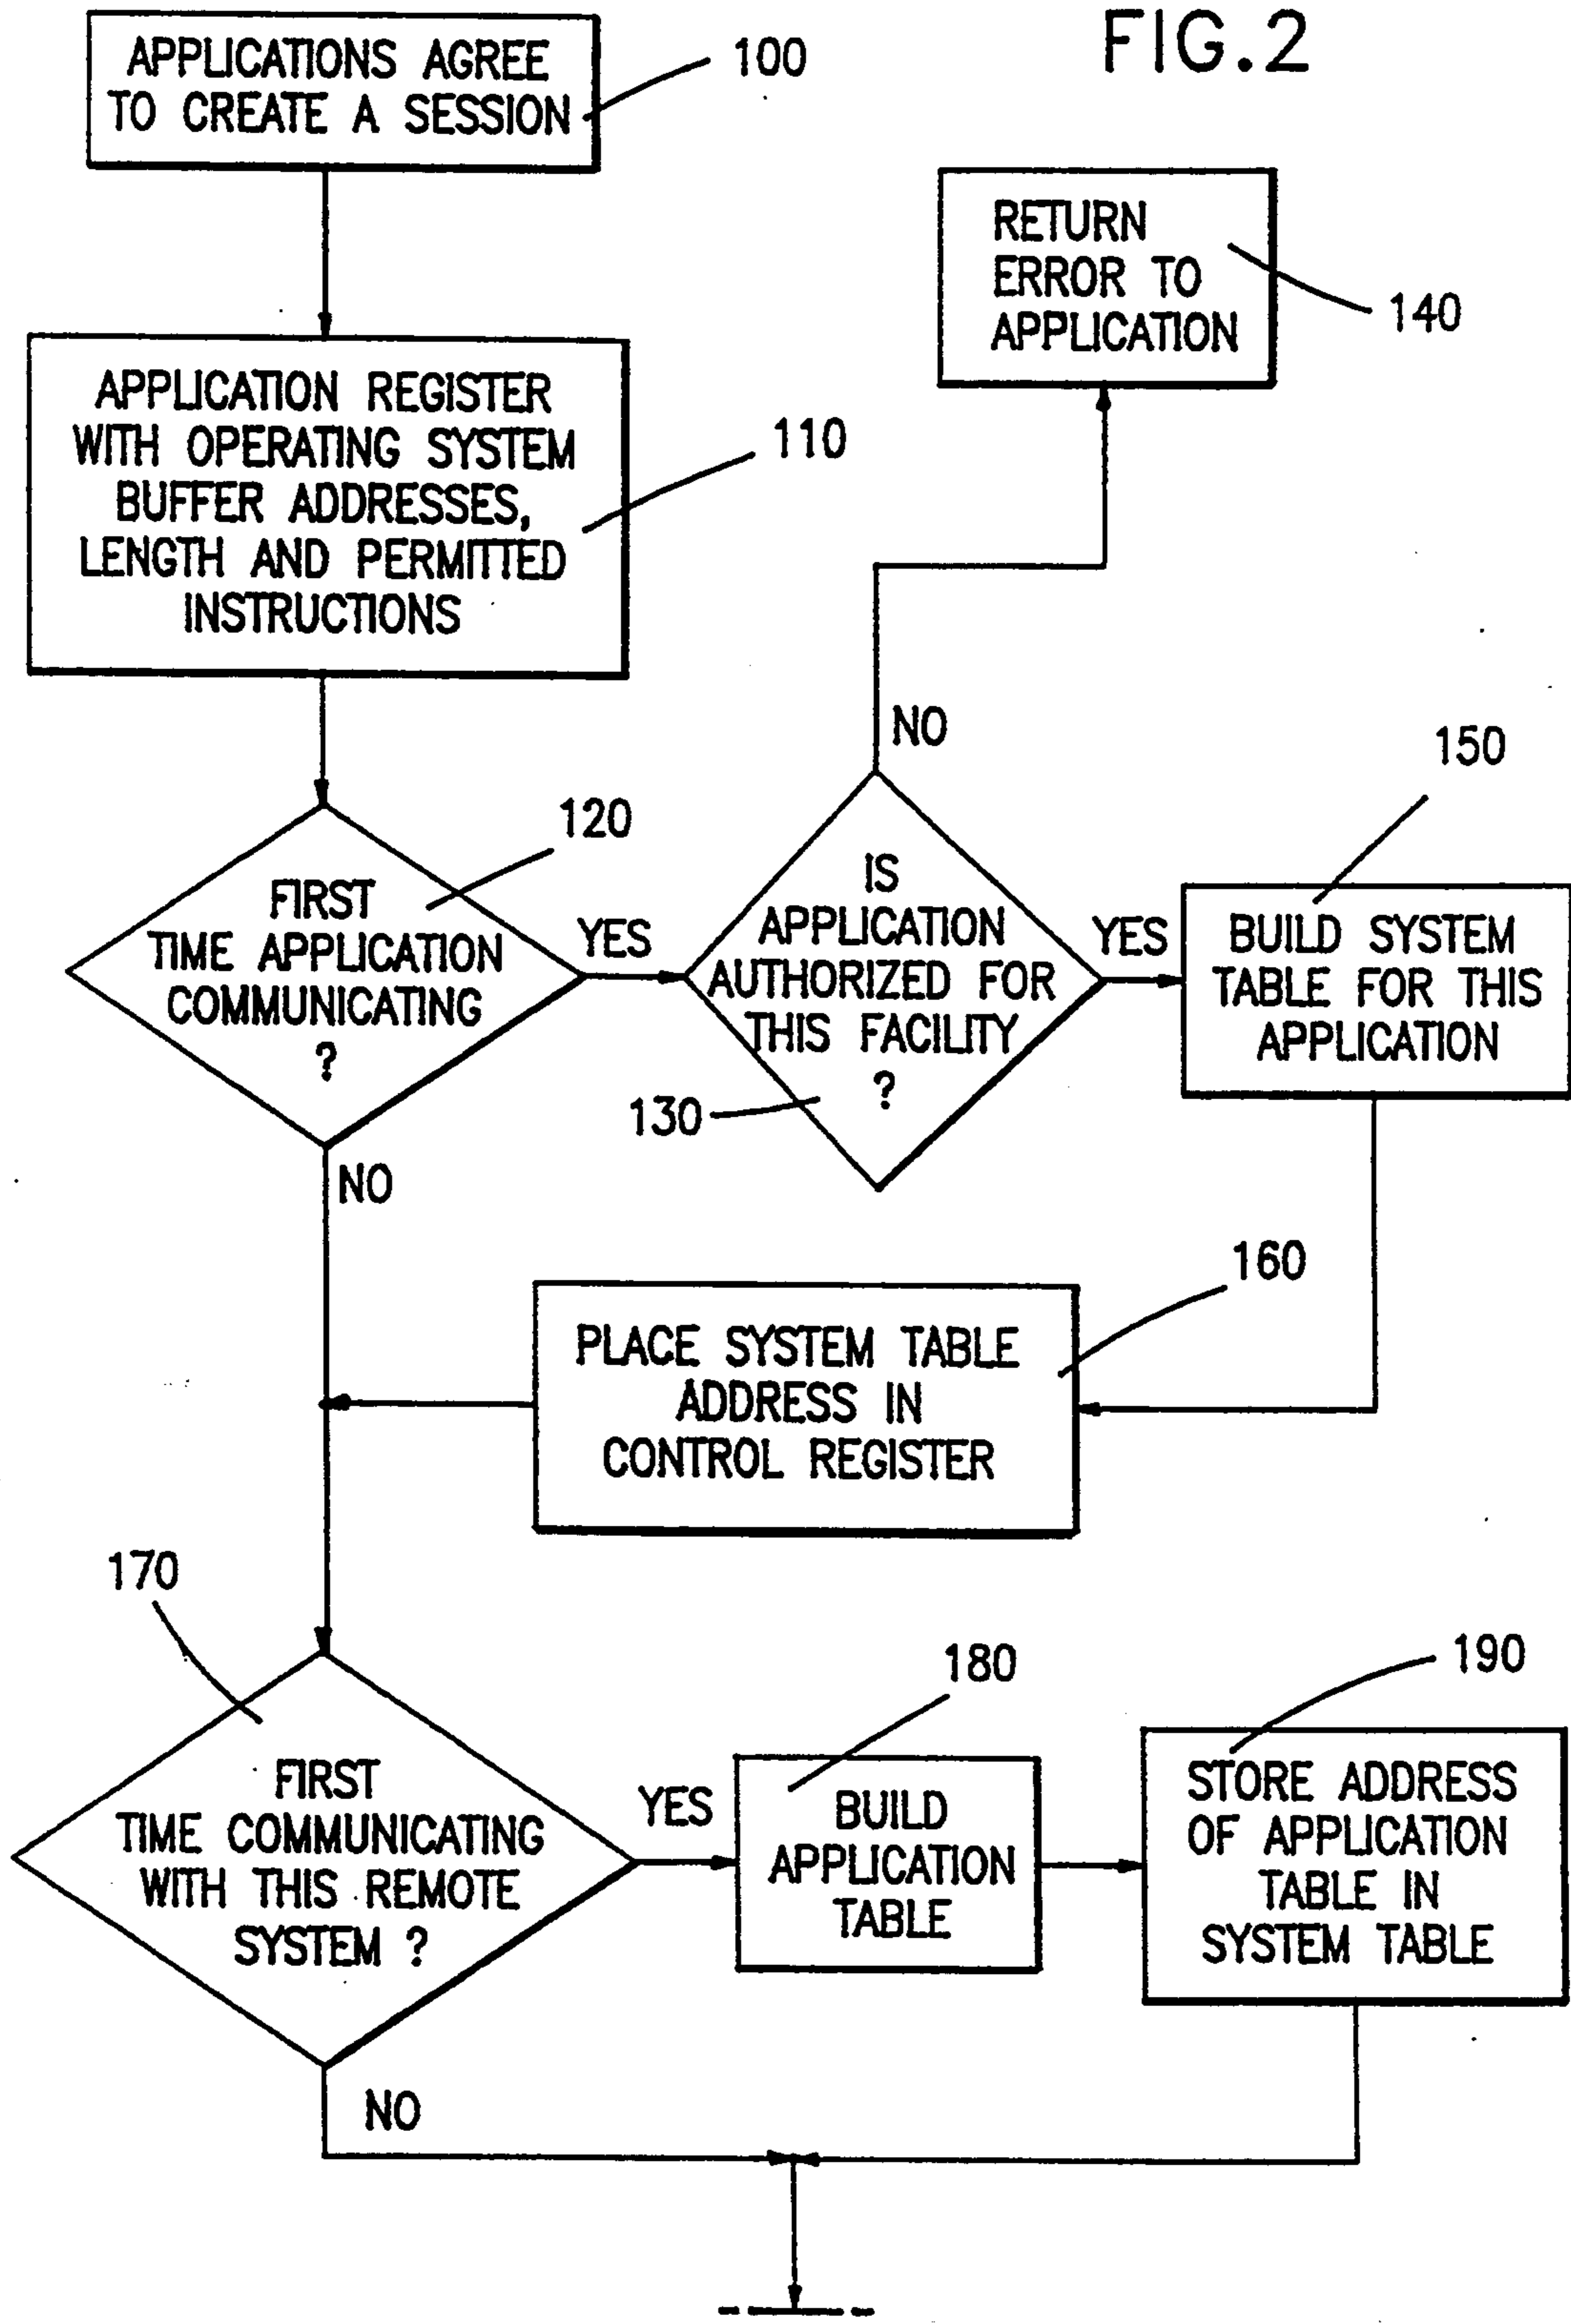 FIG.2
APPLICATIONS AGREE
TO CREATE A SESSION
100
RETURN
ERROR TO
APPLICATION
140
APPLICATION REGISTER
WITH OPERATING SYSTEM
BUFFER ADDRESSES,
LENGTH AND PERMITTED
INSTRUCTIONS
110
NO
120
FIRST
TIME APPLICATION
COMMUNICATING
?
YES
NO
IS
APPLICATION
AUTHORIZED FOR
THIS FACILITY
?
130
YES
150
BUILD SYSTEM
TABLE FOR THIS
APPLICATION
160
PLACE SYSTEM TABLE
ADDRESS IN
CONTROL REGISTER
170
FIRST
TIME COMMUNICATING
WITH THIS REMOTE
SYSTEM ?
YES
NO
180
BUILD
APPLICATION
TABLE
190
STORE ADDRESS
OF APPLICATION
TABLE IN
SYSTEM TABLE